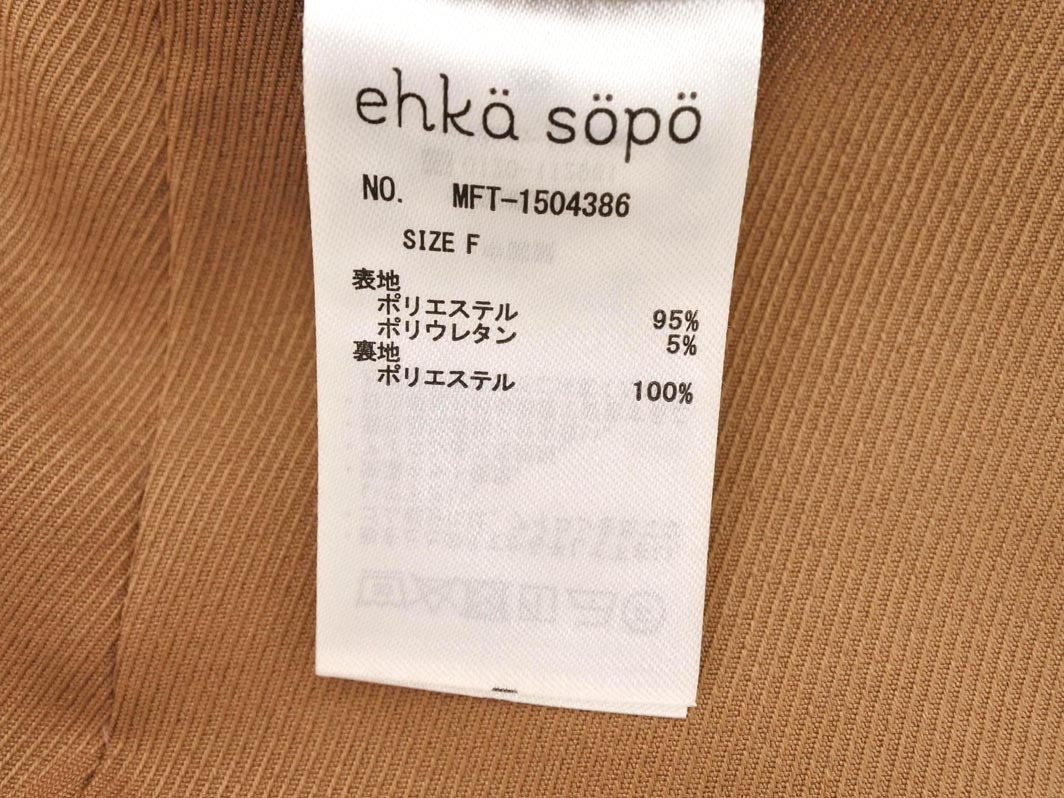 ehkä söpö
NO. MFT-1504386
SIZE F
表地
ポリエステル 95%
ポリウレタン 5%
裏地
ポリエステル 100%